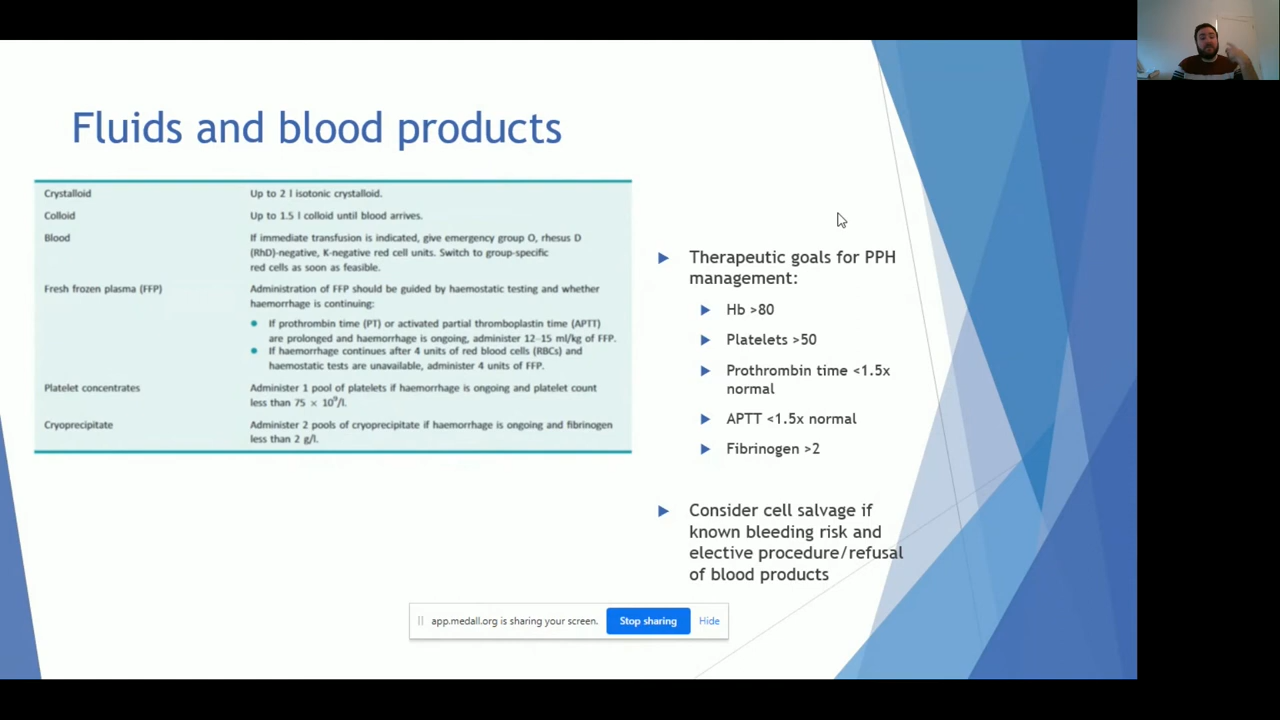 Fluids and blood products
Crystalloid Up to 2 l isotonic crystalloid.
Colloid Up to 1.5 l colloid until blood arrives.
Blood If immediate transfusion is indicated, give emergency group O, rhesus D
(RhD)-negative, K-negative red cell units. Switch to group-specific
red cells as soon as feasible.
Fresh frozen plasma (FFP) Administration of FFP should be guided by haemostatic testing and whether
haemorrhage is continuing:
● If prothrombin time (PT) or activated partial thromboplastin time (APTT)
are prolonged and haemorrhage is ongoing, administer 12–15 ml/kg of FFP.
● If haemorrhage continues after 4 units of red blood cells (RBCs) and
haemostatic tests are unavailable, administer 4 units of FFP.
Platelet concentrates Administer 1 pool of platelets if haemorrhage is ongoing and platelet count
less than 75 × 10⁹/l.
Cryoprecipitate Administer 2 pools of cryoprecipitate if haemorrhage is ongoing and fibrinogen
less than 2 g/l.
Therapeutic goals for PPH
management:
Hb >80
Platelets >50
Prothrombin time <1.5x
normal
APTT <1.5x normal
Fibrinogen >2
Consider cell salvage if
known bleeding risk and
elective procedure/refusal
of blood products
app.medall.org is sharing your screen. Stop sharing Hide